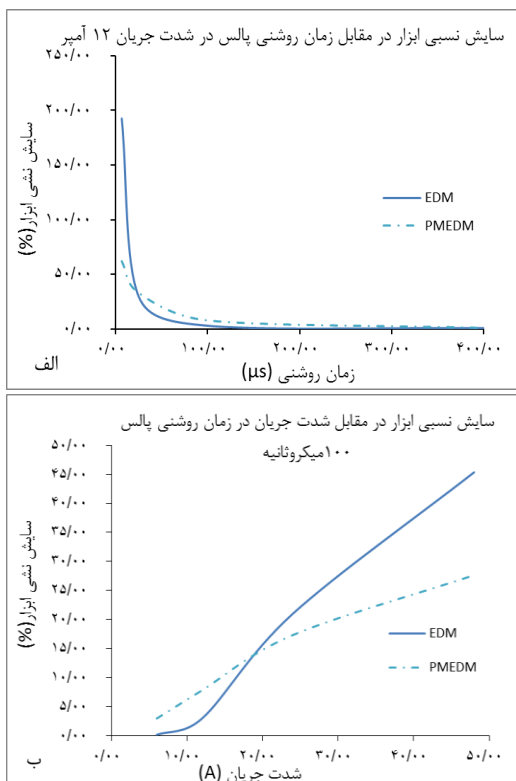 سایش نسبی ابزار در مقابل زمان روشنی پالس در شدت جریان ۱۲ آمپر
۲۵۰/۰۰
۲۰۰/۰۰
۱۵۰/۰۰
۱۰۰/۰۰
۵۰/۰۰
۰/۰۰
سایش نشی ابزار(%)
EDM
PMEDM
۰/۰۰
۱۰۰/۰۰
۲۰۰/۰۰
۳۰۰/۰۰
۴۰۰/۰۰
زمان روشنی (µs)
الف
سایش نسبی ابزار در مقابل شدت جریان در زمان روشنی پالس
۱۰۰میکروثانیه
۵۰/۰۰
۴۵/۰۰
۴۰/۰۰
۳۵/۰۰
۳۰/۰۰
۲۵/۰۰
۲۰/۰۰
۱۵/۰۰
۱۰/۰۰
۵/۰۰
۰/۰۰
سایش نشی ابزار(%)
EDM
PMEDM
۰/۰۰
۱۰/۰۰
۲۰/۰۰
۳۰/۰۰
۴۰/۰۰
۵۰/۰۰
شدت جریان (A)
ب